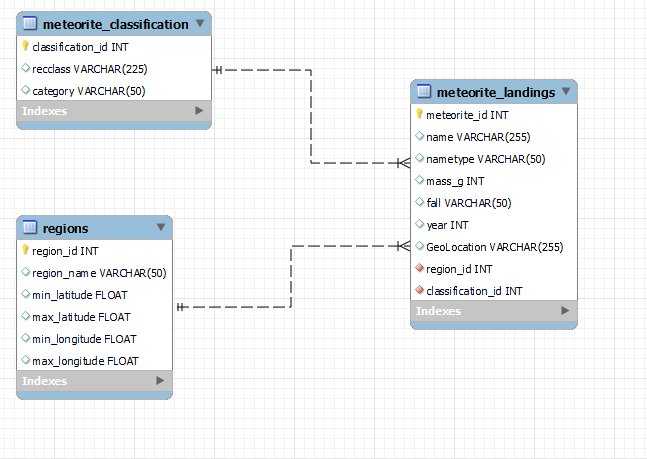 meteorite_classification
classification_id INT
recclass VARCHAR(225)
category VARCHAR(50)
Indexes
meteorite_landings
meteorite_id INT
name VARCHAR(255)
nametype VARCHAR(50)
mass_g INT
fall VARCHAR(50)
year INT
GeoLocation VARCHAR(255)
region_id INT
classification_id INT
Indexes
regions
region_id INT
region_name VARCHAR(50)
min_latitude FLOAT
max_latitude FLOAT
min_longitude FLOAT
max_longitude FLOAT
Indexes